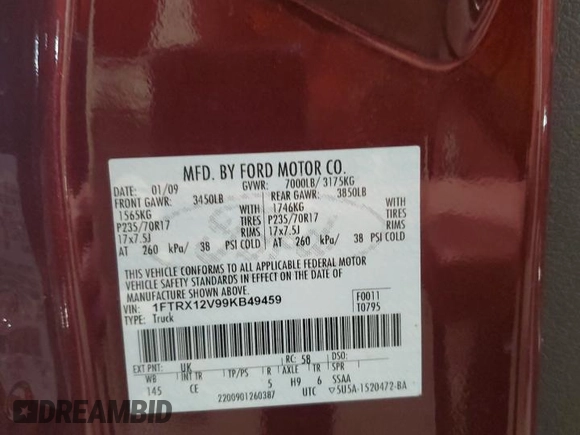 MFD. BY FORD MOTOR CO.
DATE: 01/09 GVWR: 7000LB/ 3175KG
FRONT GAWR: 3450LB REAR GAWR: 3850LB
1565KG WITH 1746KG WITH
P235/70R17 TIRES P235/70R17 TIRES
17x7.5J RIMS 17x7.5J RIMS
AT 260 kPa/ 38 PSI COLD AT 260 kPa/ 38 PSI COLD
THIS VEHICLE CONFORMS TO ALL APPLICABLE FEDERAL MOTOR
VEHICLE SAFETY STANDARDS IN EFFECT ON THE DATE OF
MANUFACTURE SHOWN ABOVE.
VIN: 1FTRX12V99KB49459 F0011
TYPE: Truck T0795
EXT PNT: UK RC: 58 DSO:
WB INT TR TP/PS R AXLE TR SPR
145 CE 5 H9 6 SSAA
2200901260387 UTC ▽5U5A-1520472-BA
DREAMBID